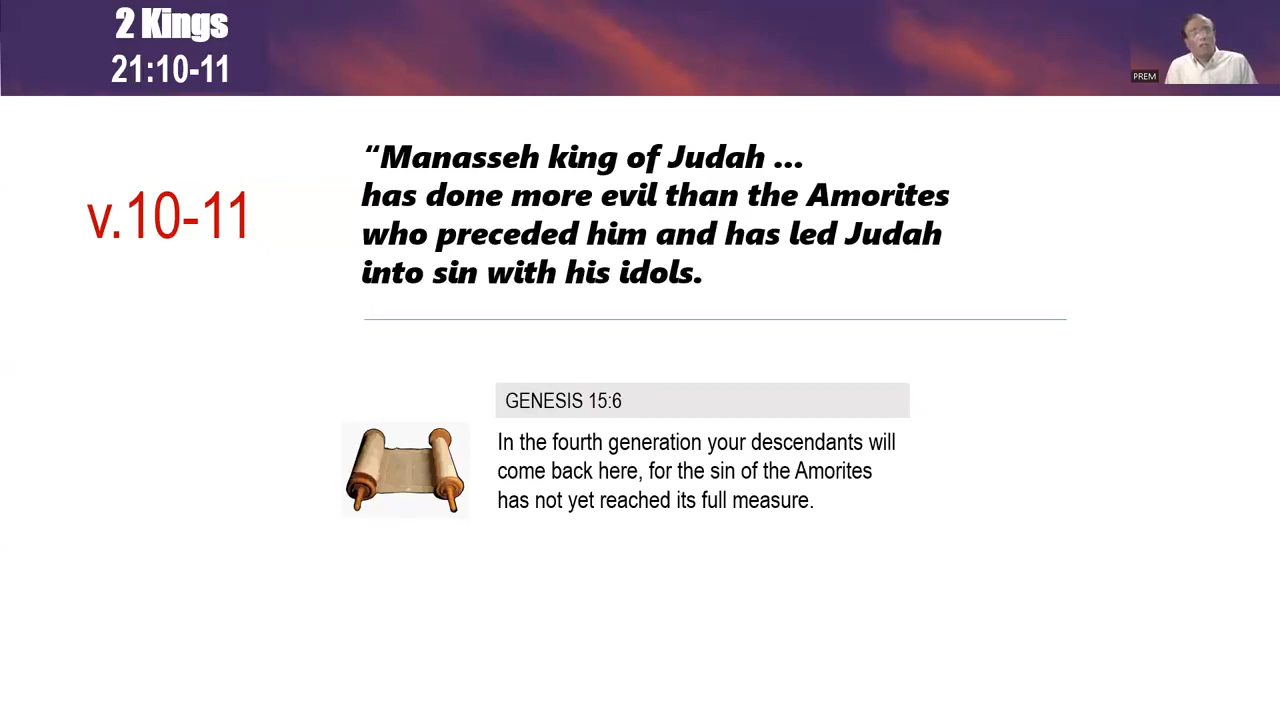 2 Kings
21:10-11
PREM
v.10-11
“Manasseh king of Judah ...
has done more evil than the Amorites
who preceded him and has led Judah
into sin with his idols.
GENESIS 15:6
In the fourth generation your descendants will
come back here, for the sin of the Amorites
has not yet reached its full measure.